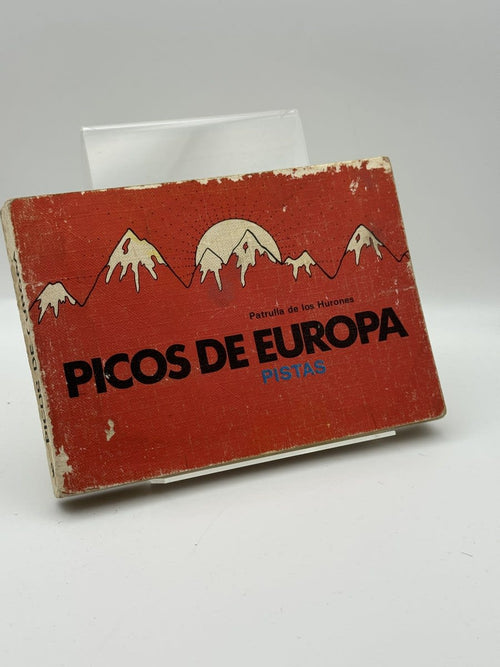 Patrulla de los Hurones
PICOS DE EUROPA
PISTAS